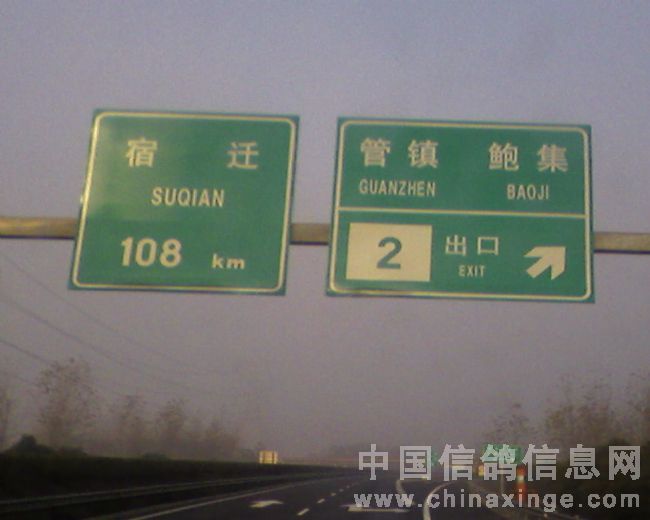 宿 迁
SUQIAN
108 km
管镇 鲍集
GUANZHEN BAOJI
2 出口
EXIT
中国信鸽信息网
www.chinaxinge.com